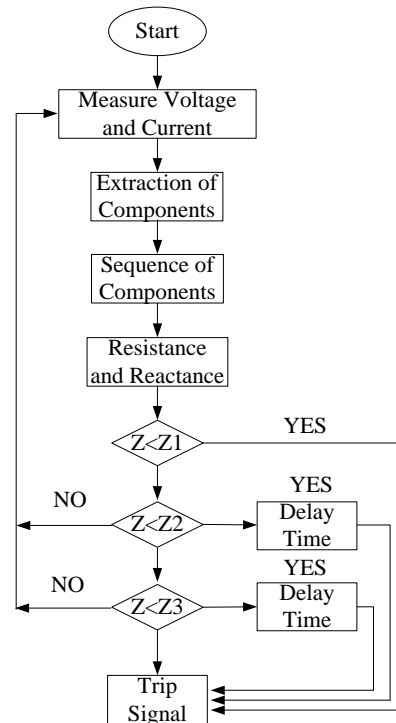 Start
Measure Voltage
and Current
Extraction of
Components
Sequence of
Components
Resistance
and Reactance
Z<Z1
YES
NO
Z<Z2
YES
Delay
Time
NO
Z<Z3
YES
Delay
Time
Trip
Signal